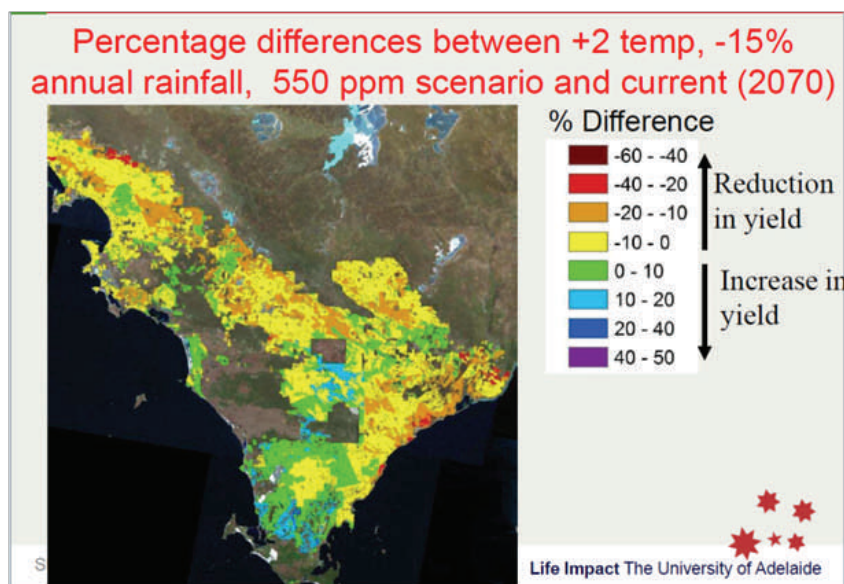 Percentage differences between +2 temp, -15%
annual rainfall, 550 ppm scenario and current (2070)
% Difference
-60 - -40
-40 - -20
-20 - -10
-10 - 0
0 - 10
10 - 20
20 - 40
40 - 50
Reduction
in yield
Increase in
yield
S
Life Impact The University of Adelaide